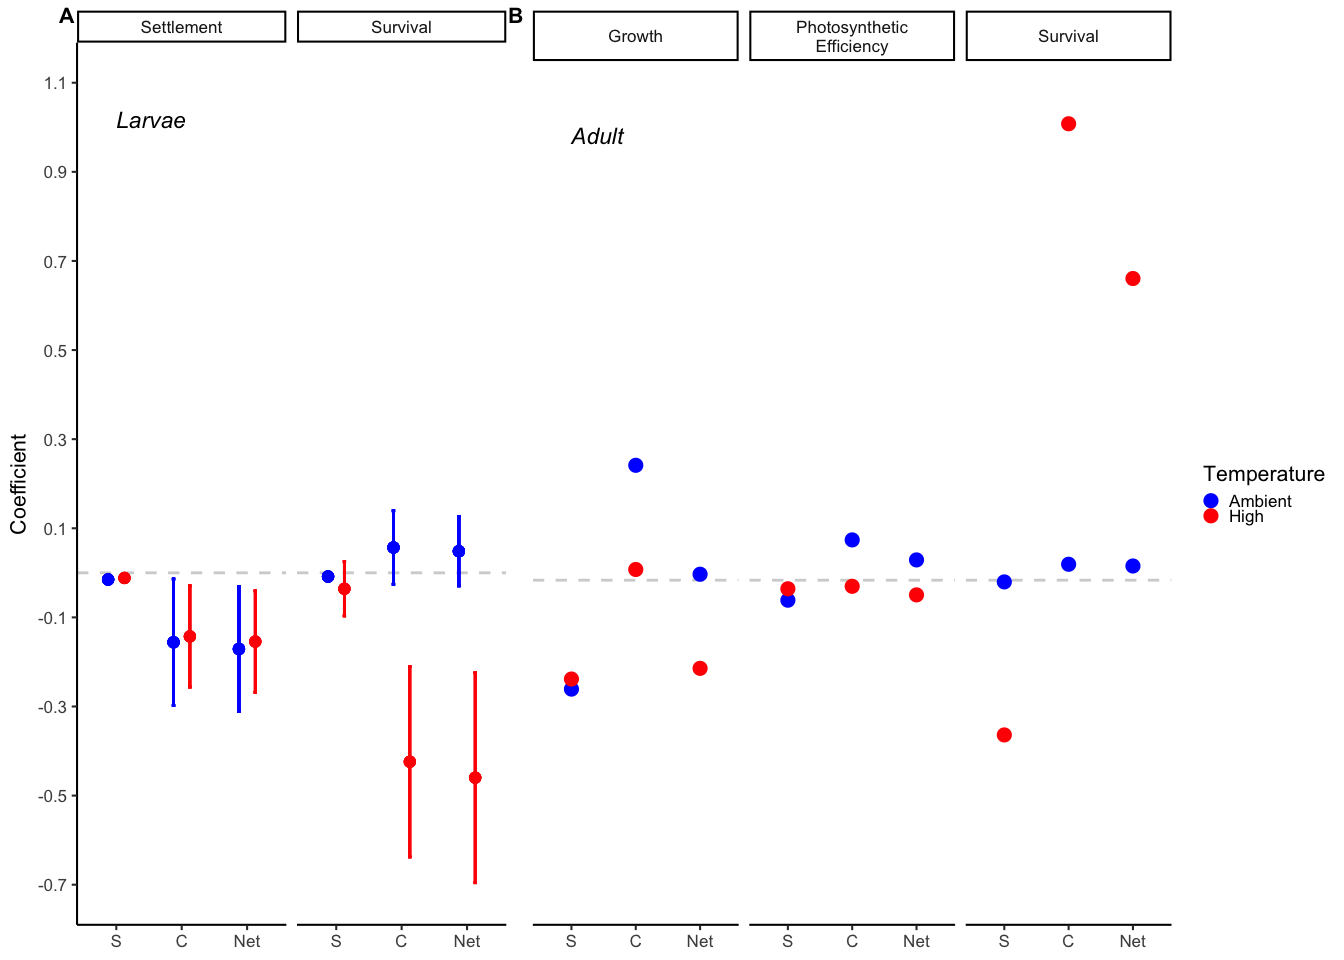 A
Settlement
Survival
B
Growth
Photosynthetic
Efficiency
Survival
Larvae
Adult
Coefficient
1.1
0.9
0.7
0.5
0.3
0.1
-0.1
-0.3
-0.5
-0.7
S C Net
S C Net
S C Net
S C Net
S C Net
Temperature
Ambient
High